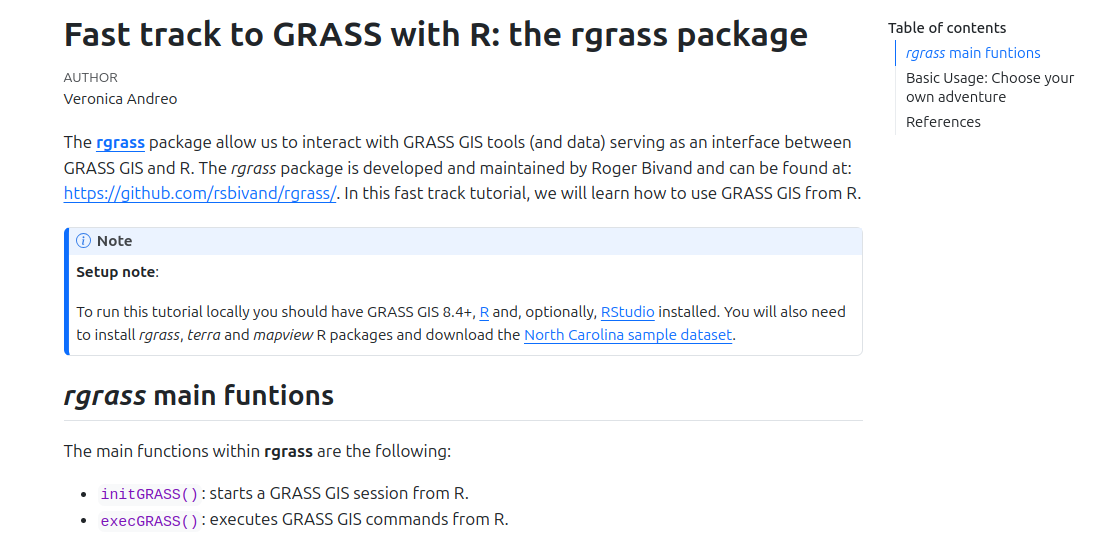 Fast track to GRASS with R: the rgrass package
AUTHOR
Veronica Andreo
The rgrass package allow us to interact with GRASS GIS tools (and data) serving as an interface between
GRASS GIS and R. The rgrass package is developed and maintained by Roger Bivand and can be found at:
https://github.com/rsbivand/rgrass/. In this fast track tutorial, we will learn how to use GRASS GIS from R.
Note
Setup note:
To run this tutorial locally you should have GRASS GIS 8.4+, R and, optionally, RStudio installed. You will also need
to install rgrass, terra and mapview R packages and download the North Carolina sample dataset.
rgrass main funtions
The main functions within rgrass are the following:
• initGRASS(): starts a GRASS GIS session from R.
• execGRASS(): executes GRASS GIS commands from R.
Table of contents
rgrass main funtions
Basic Usage: Choose your
own adventure
References